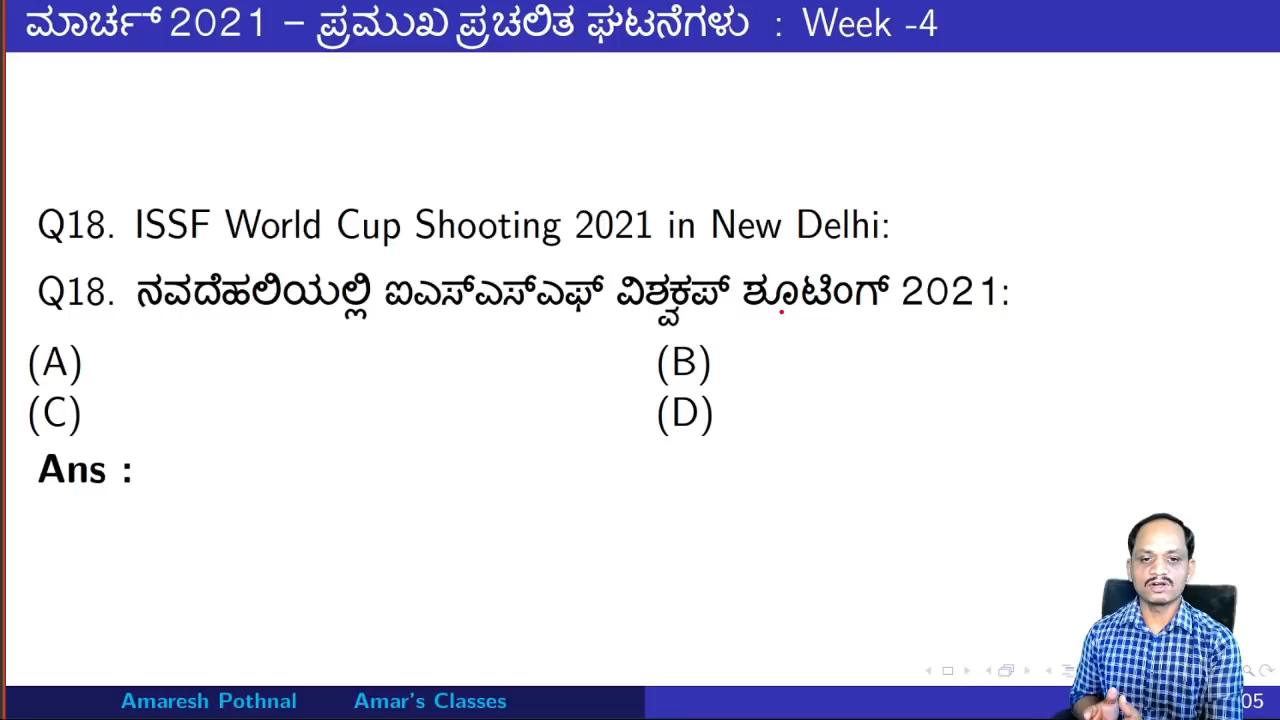 ಮಾರ್ಚ್ 2021 – ಪ್ರಮುಖ ಪ್ರಚಲಿತ ಘಟನೆಗಳು : Week -4
Q18. ISSF World Cup Shooting 2021 in New Delhi:
Q18. ನವದೆಹಲಿಯಲ್ಲಿ ಐಎಸ್ಎಸ್ಎಫ್ ವಿಶ್ವಕಪ್ ಶೂಟಿಂಗ್ 2021:
(A) (B)
(C) (D)
Ans :
Amaresh Pothnal Amar's Classes 05